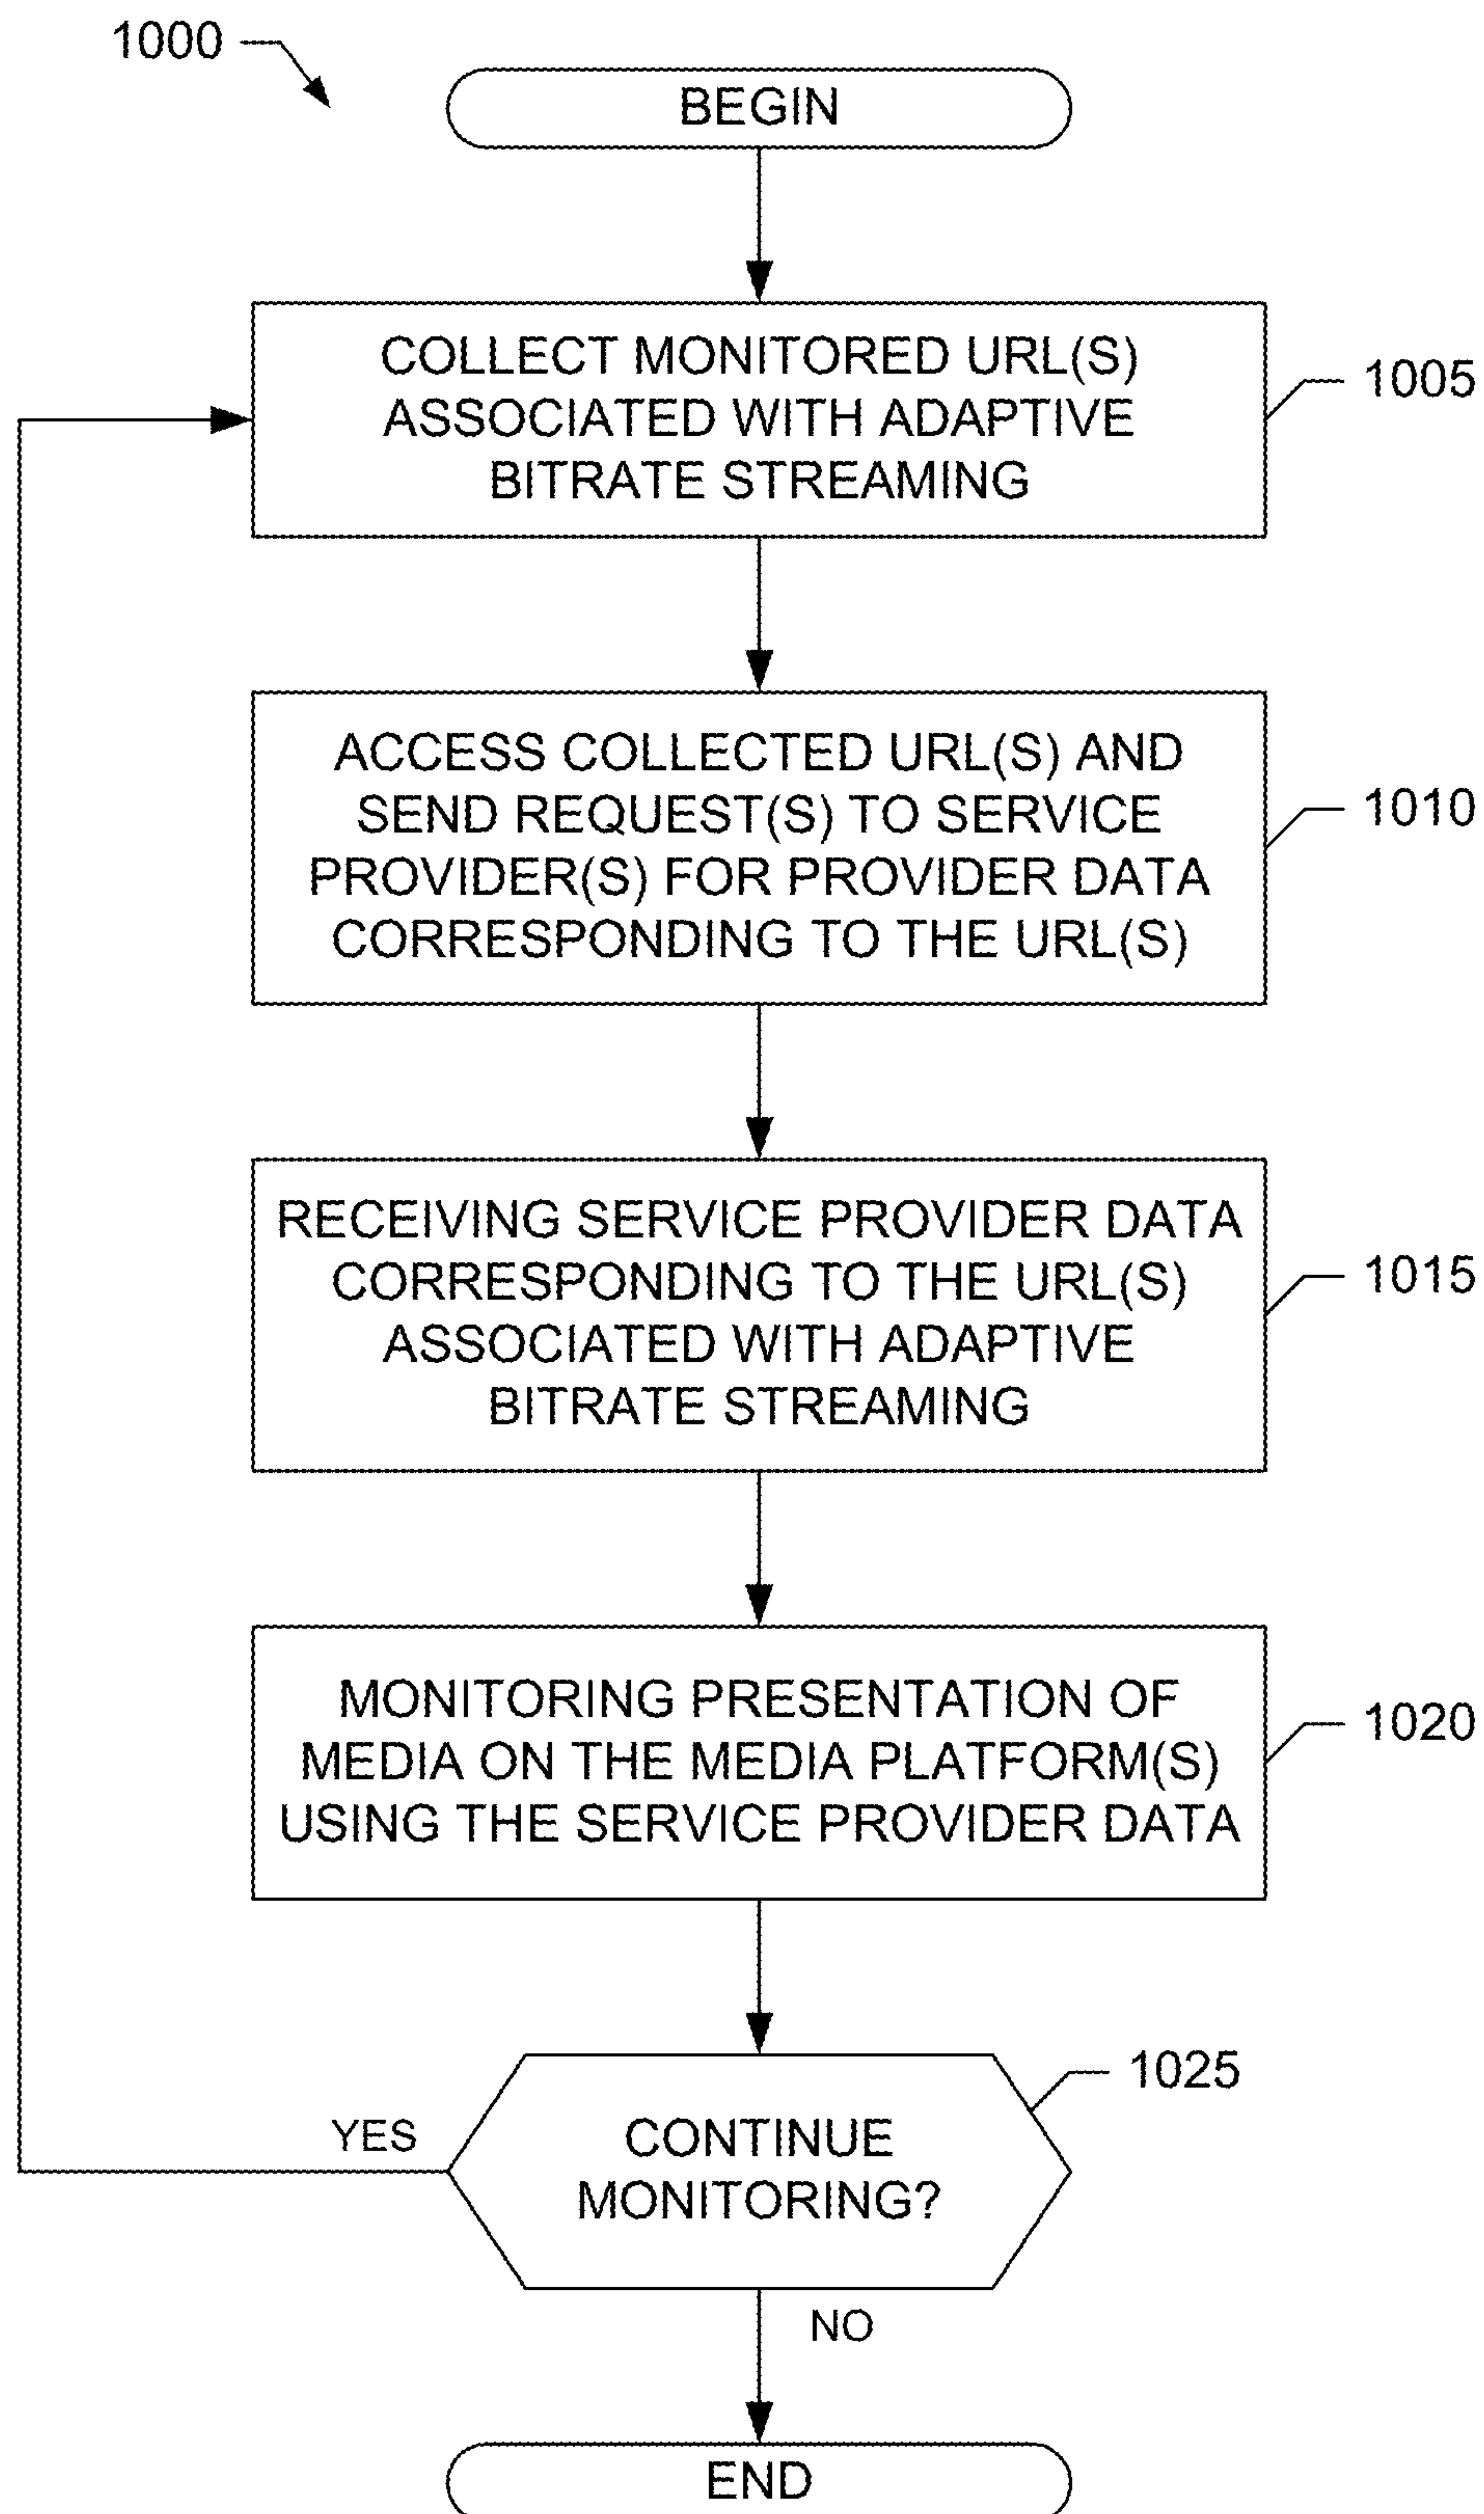 1000
BEGIN
COLLECT MONITORED URL(S)
ASSOCIATED WITH ADAPTIVE
BITRATE STREAMING
1005
ACCESS COLLECTED URL(S) AND
SEND REQUEST(S) TO SERVICE
PROVIDER(S) FOR PROVIDER DATA
CORRESPONDING TO THE URL(S)
1010
RECEIVING SERVICE PROVIDER DATA
CORRESPONDING TO THE URL(S)
ASSOCIATED WITH ADAPTIVE
BITRATE STREAMING
1015
MONITORING PRESENTATION OF
MEDIA ON THE MEDIA PLATFORM(S)
USING THE SERVICE PROVIDER DATA
1020
1025
YES
CONTINUE
MONITORING?
NO
END